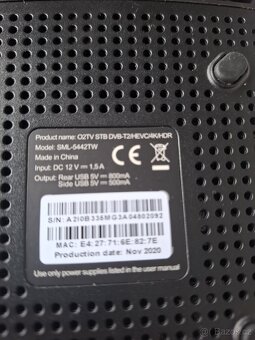 Product name: O2TV STB DVB-T2/HEVC/4K/HDR
Model: SML-5442TW
Made in China
Input: DC 12 V ⎓ 1,5 A
Output: Rear USB 5V ⎓ 800mA
Side USB 5V ⎓ 500mA
CE
S/N: A2I0B335MG3A04802092
MAC: E4:27:71:6E:82:7E
Production date: Nov 2020
Use only power supplies listed in the user manual.